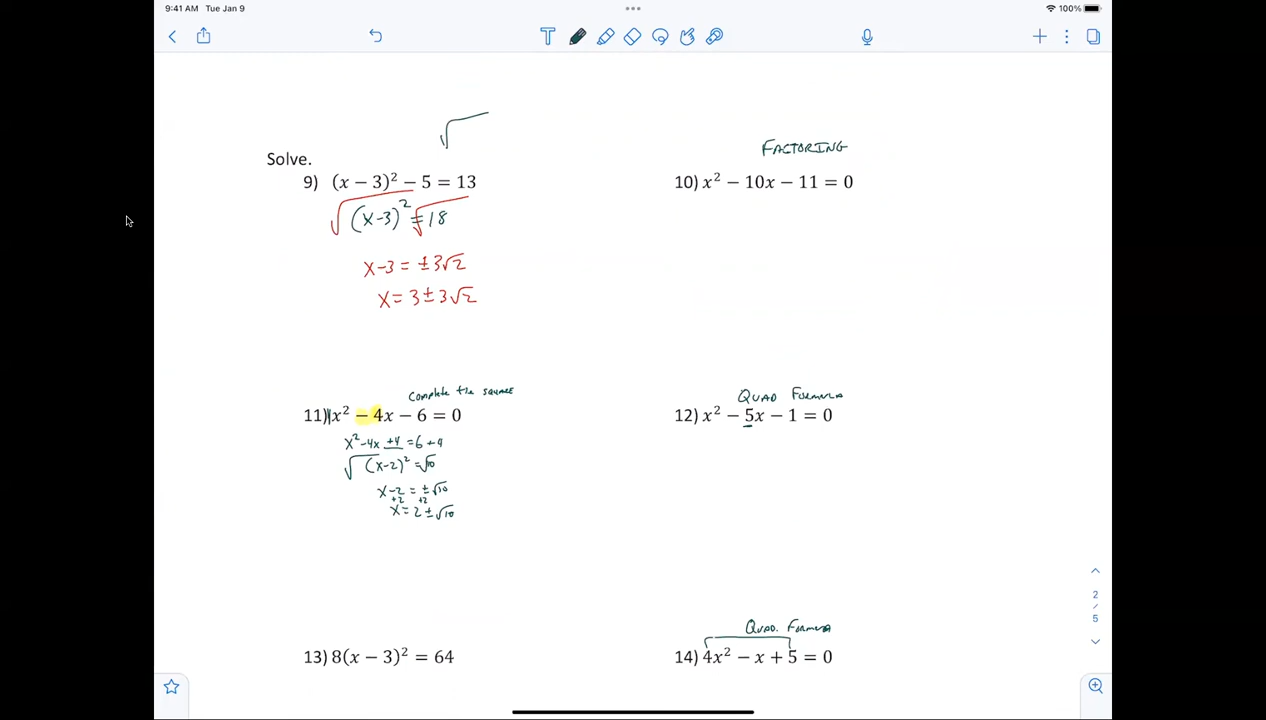 9:41 AM Tue Jan 9
100%
Solve.
9) (x − 3)² − 5 = 13
√(x-3)² = √18
x-3 = ±3√2
x = 3 ± 3√2
FACTORING
10) x² − 10x − 11 = 0
Complete the square
11) 1x² − 4x − 6 = 0
x²-4x +4 = 6+4
√(x-2)² = √10
x-2 = ±√10
+2 +2
x = 2 ± √10
QUAD FORMULA
12) x² − 5x − 1 = 0
13) 8(x − 3)² = 64
QUAD. FORMULA
14) 4x² − x + 5 = 0
2
/
5